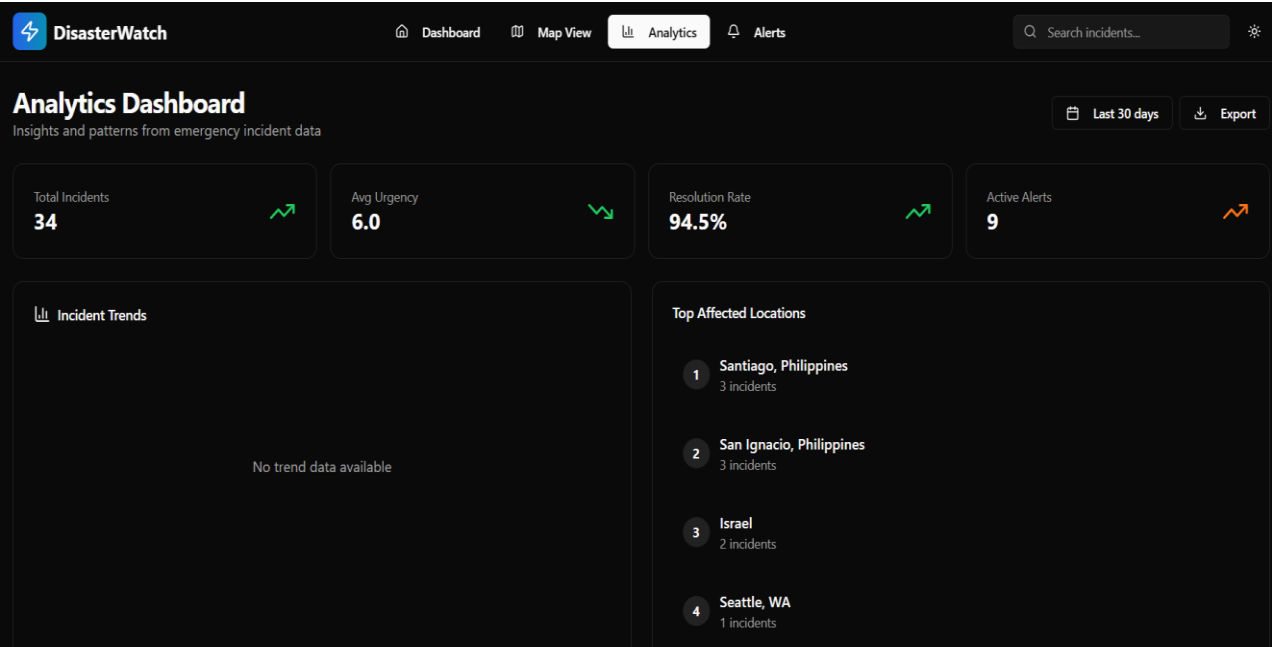 DisasterWatch
Dashboard
Map View
Analytics
Alerts
Search incidents...
Analytics Dashboard
Insights and patterns from emergency incident data
Last 30 days
Export
Total Incidents
34
Avg Urgency
6.0
Resolution Rate
94.5%
Active Alerts
9
Incident Trends
No trend data available
Top Affected Locations
1
Santiago, Philippines
3 incidents
2
San Ignacio, Philippines
3 incidents
3
Israel
2 incidents
4
Seattle, WA
1 incidents